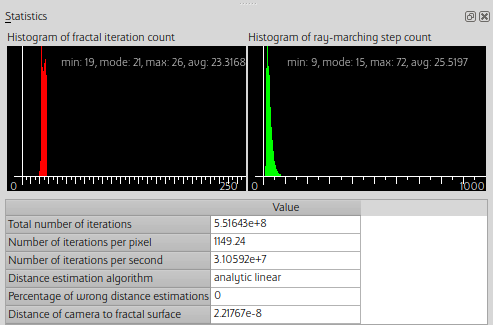 Statistics
Histogram of fractal iteration count Histogram of ray-marching step count
min: 19, mode: 21, max: 26, avg: 23.3168 min: 9, mode: 15, max: 72, avg: 25.5197
0 250 0 1000
Value
Total number of iterations 5.51643e+8
Number of iterations per pixel 1149.24
Number of iterations per second 3.10592e+7
Distance estimation algorithm analytic linear
Percentage of wrong distance estimations 0
Distance of camera to fractal surface 2.21767e-8